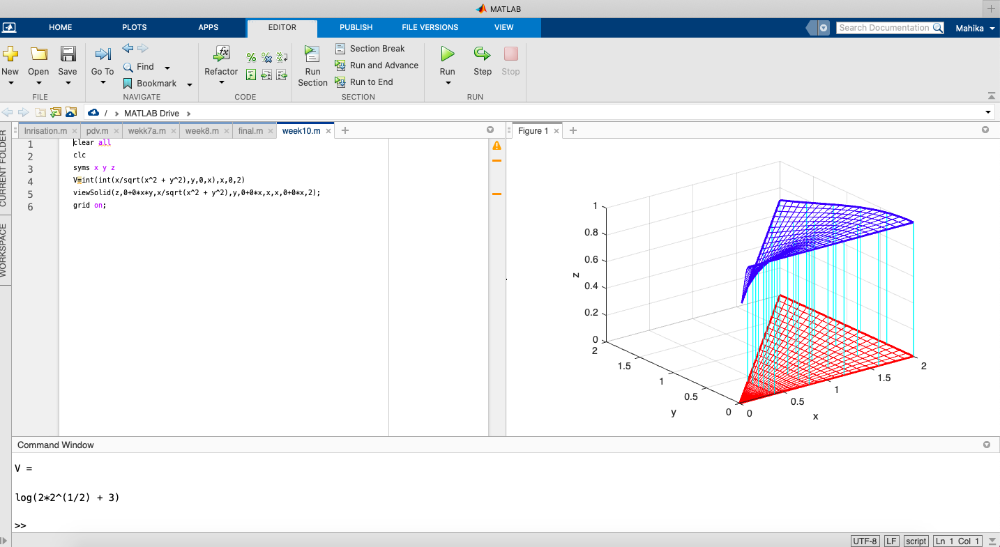 MATLAB
HOME PLOTS APPS EDITOR PUBLISH FILE VERSIONS VIEW Search Documentation Mahika
New Open Save Go To Find Bookmark Refactor Run Section Section Break Run and Advance Run to End Run Step Stop
FILE NAVIGATE CODE SECTION RUN
/ › MATLAB Drive ›
CURRENT FOLDER
WORKSPACE
lnrisation.m × pdv.m × wekk7a.m × week8.m × final.m × week10.m × +
1 clear all
2 clc
3 syms x y z
4 V=int(int(x/sqrt(x^2 + y^2),y,0,x),x,0,2)
5 viewSolid(z,0+0*x*y,x/sqrt(x^2 + y^2),y,0+0*x,x,x,0+0*x,2);
6 grid on;
Figure 1 × +
1
0.8
0.6
z
0.4
0.2
0
2
1.5
1
0.5
0
y
0
0.5
1
1.5
2
x
Command Window
V =
log(2*2^(1/2) + 3)
>>
UTF-8 LF script Ln 1 Col 1